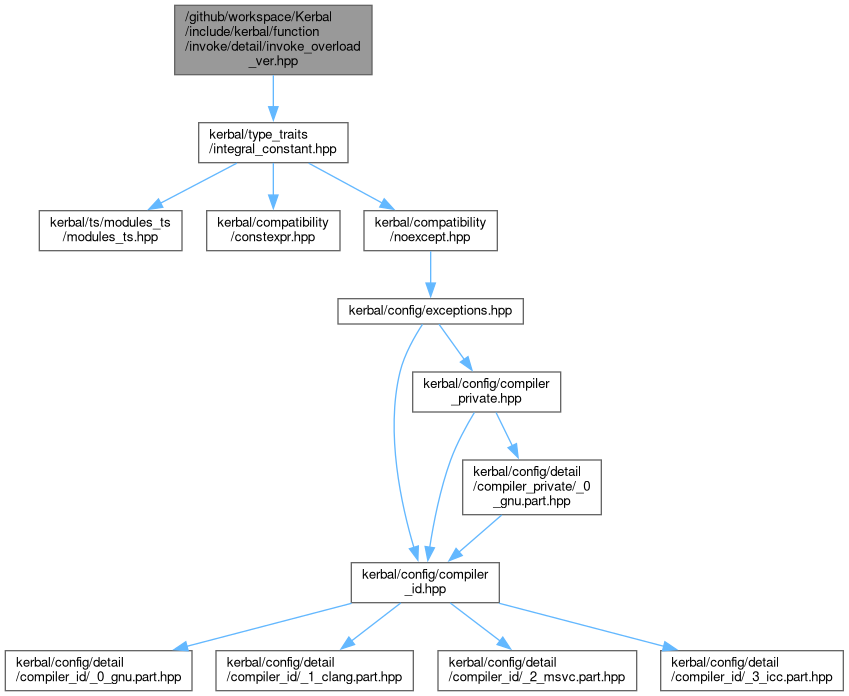 /github/workspace/Kerbal
/include/kerbal/function
/invoke/detail/invoke_overload
_ver.hpp
kerbal/type_traits
/integral_constant.hpp
kerbal/ts/modules_ts
/modules_ts.hpp
kerbal/compatibility
/constexpr.hpp
kerbal/compatibility
/noexcept.hpp
kerbal/config/exceptions.hpp
kerbal/config/compiler
_private.hpp
kerbal/config/detail
/compiler_private/_0
_gnu.part.hpp
kerbal/config/compiler
_id.hpp
kerbal/config/detail
/compiler_id/_0_gnu.part.hpp
kerbal/config/detail
/compiler_id/_1_clang.part.hpp
kerbal/config/detail
/compiler_id/_2_msvc.part.hpp
kerbal/config/detail
/compiler_id/_3_icc.part.hpp